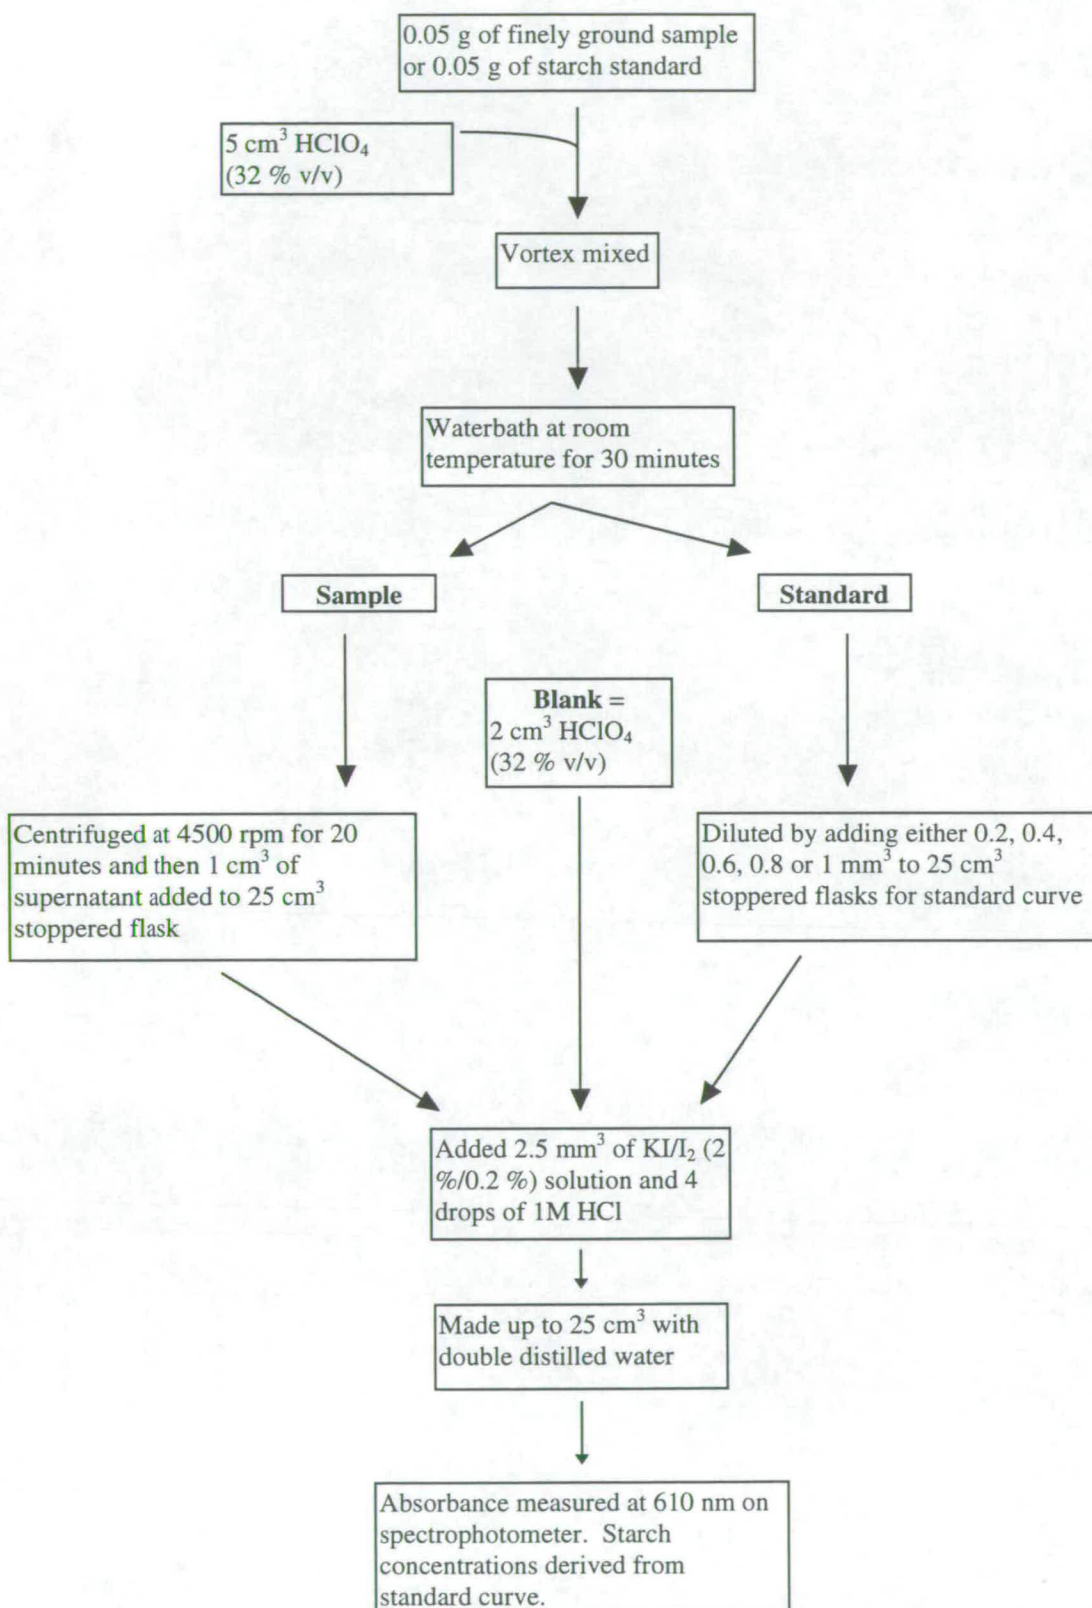 0.05 g of finely ground sample
or 0.05 g of starch standard
5 cm³ HClO₄
(32 % v/v)
Vortex mixed
Waterbath at room
temperature for 30 minutes
Sample
Standard
Blank =
2 cm³ HClO₄
(32 % v/v)
Centrifuged at 4500 rpm for 20
minutes and then 1 cm³ of
supernatant added to 25 cm³
stoppered flask
Diluted by adding either 0.2, 0.4,
0.6, 0.8 or 1 mm³ to 25 cm³
stoppered flasks for standard curve
Added 2.5 mm³ of KI/I₂ (2
%/0.2 %) solution and 4
drops of 1M HCl
Made up to 25 cm³ with
double distilled water
Absorbance measured at 610 nm on
spectrophotometer.  Starch
concentrations derived from
standard curve.